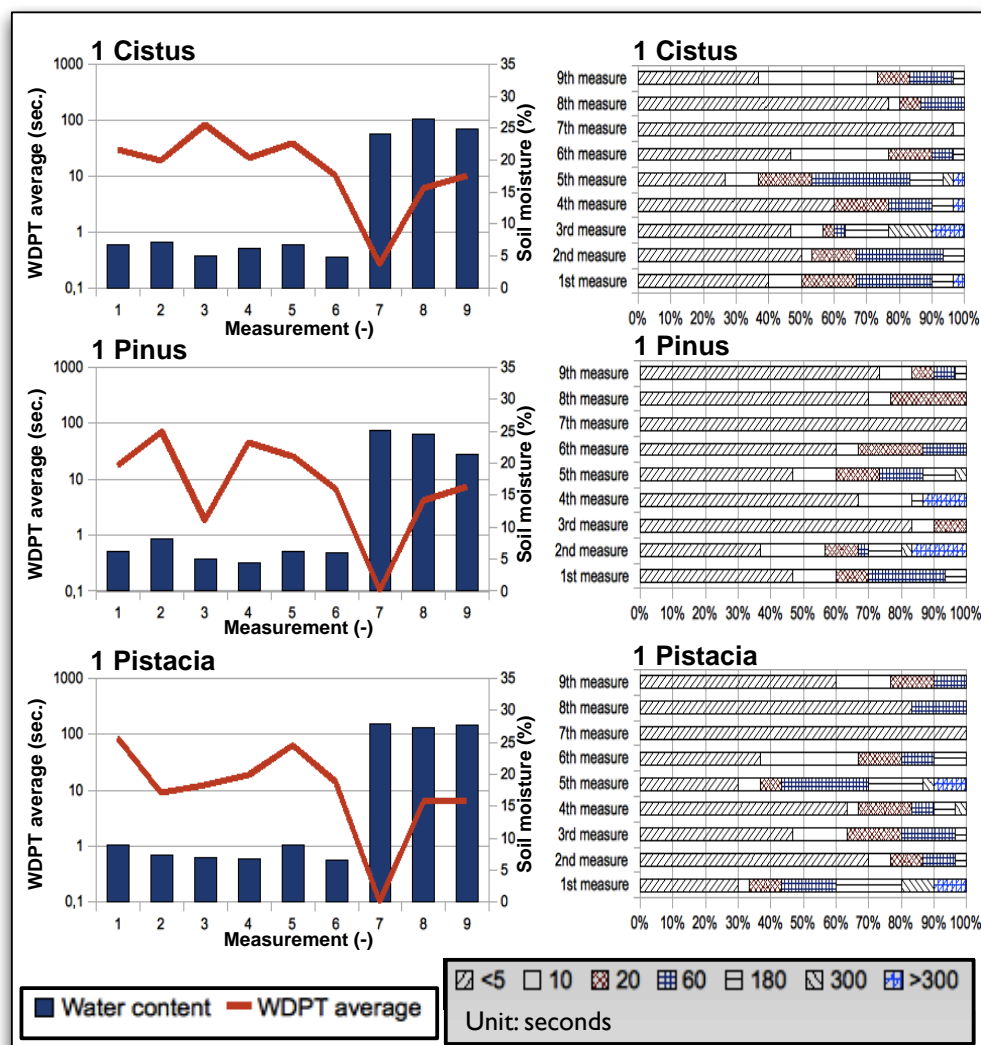 1 Cistus
WDPT average (sec.)
1000
100
10
1
0,1
35
30
25
20
15
10
5
0
Soil moisture (%)
1 2 3 4 5 6 7 8 9
Measurement (-)
1 Cistus
9th measure
8th measure
7th measure
6th measure
5th measure
4th measure
3rd measure
2nd measure
1st measure
0% 10% 20% 30% 40% 50% 60% 70% 80% 90% 100%
1 Pinus
WDPT average (sec.)
1000
100
10
1
0,1
35
30
25
20
15
10
5
0
Soil moisture (%)
1 2 3 4 5 6 7 8 9
Measurement (-)
1 Pinus
9th measure
8th measure
7th measure
6th measure
5th measure
4th measure
3rd measure
2nd measure
1st measure
0% 10% 20% 30% 40% 50% 60% 70% 80% 90% 100%
1 Pistacia
WDPT average (sec.)
1000
100
10
1
0,1
35
30
25
20
15
10
5
0
Soil moisture (%)
1 2 3 4 5 6 7 8 9
Measurement (-)
1 Pistacia
9th measure
8th measure
7th measure
6th measure
5th measure
4th measure
3rd measure
2nd measure
1st measure
0% 10% 20% 30% 40% 50% 60% 70% 80% 90% 100%
Water content WDPT average
<5 10 20 60 180 300 >300
Unit: seconds